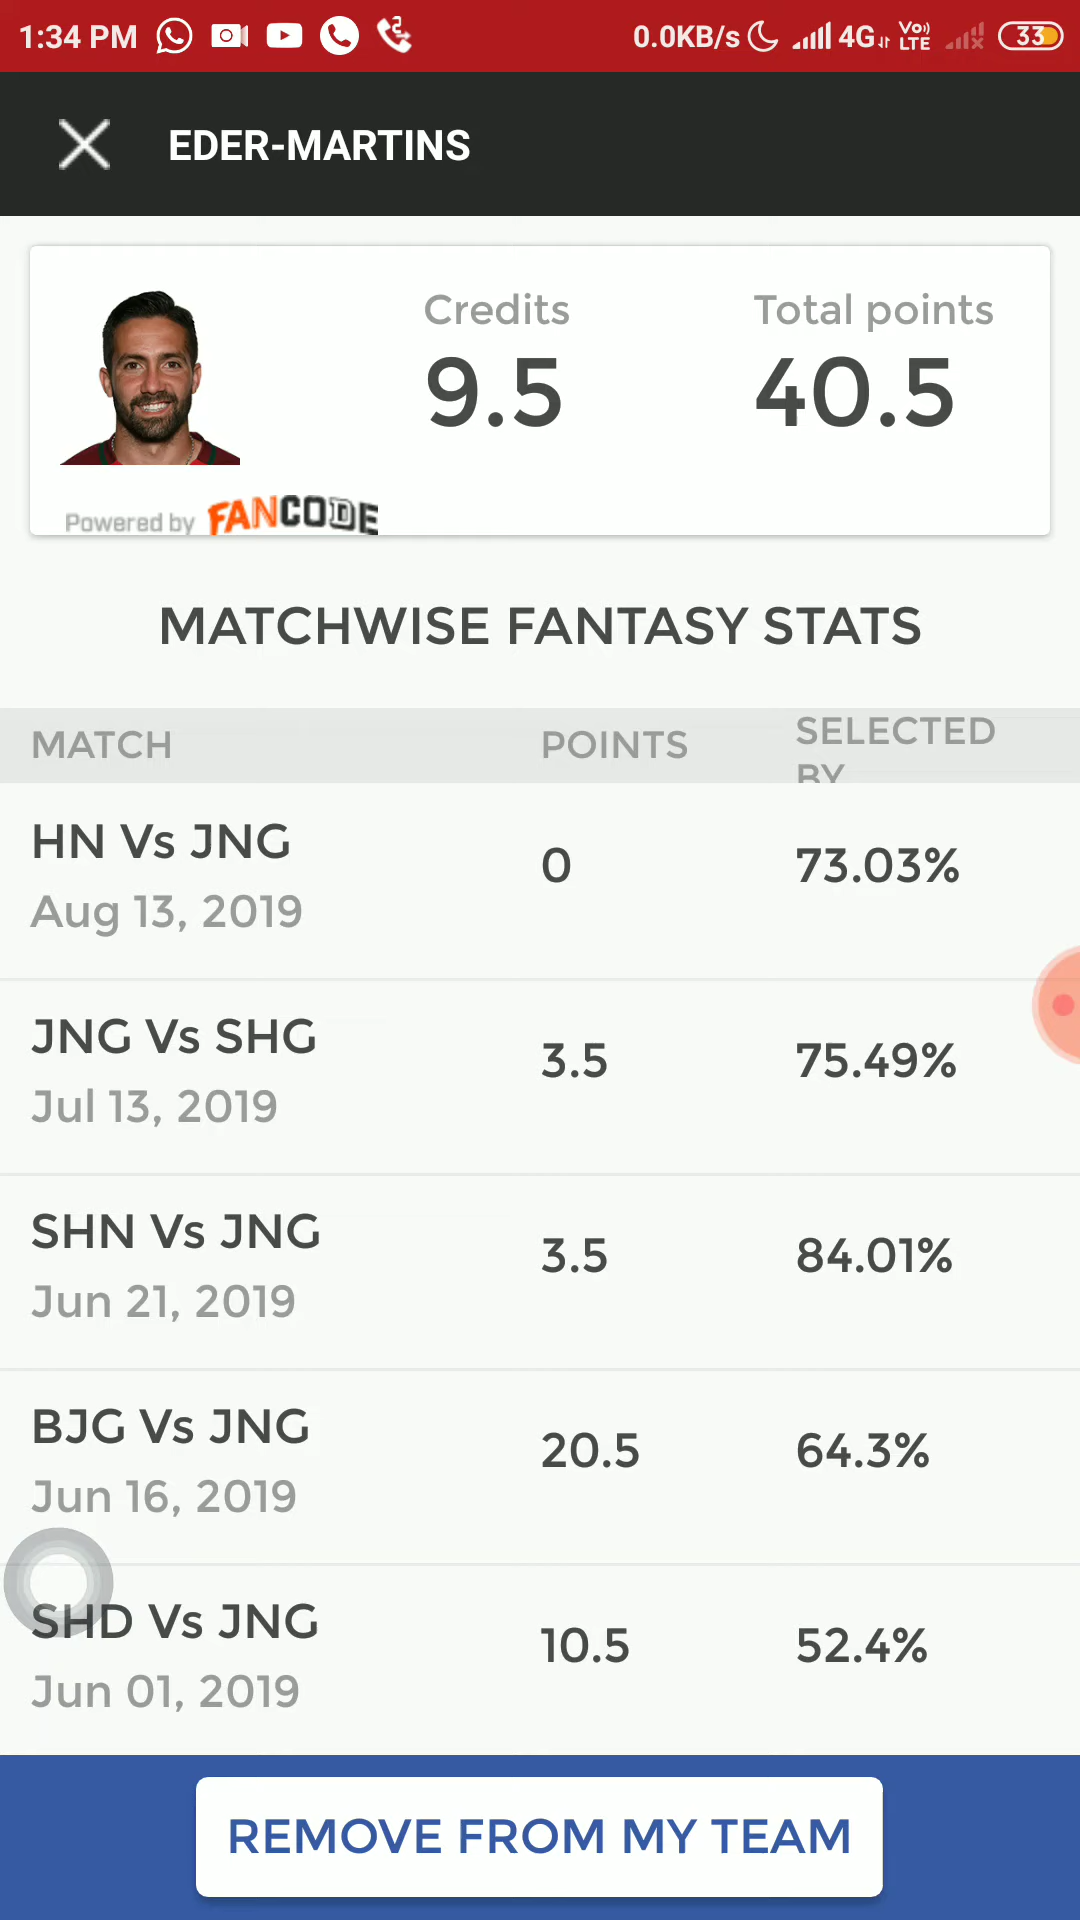 1:34 PM 0.0KB/s 4G VoLTE 33
EDER-MARTINS
Credits Total points
9.5 40.5
Powered by FANCODE
MATCHWISE FANTASY STATS
MATCH POINTS SELECTED BY
HN Vs JNG 0 73.03%
Aug 13, 2019
JNG Vs SHG 3.5 75.49%
Jul 13, 2019
SHN Vs JNG 3.5 84.01%
Jun 21, 2019
BJG Vs JNG 20.5 64.3%
Jun 16, 2019
SHD Vs JNG 10.5 52.4%
Jun 01, 2019
REMOVE FROM MY TEAM